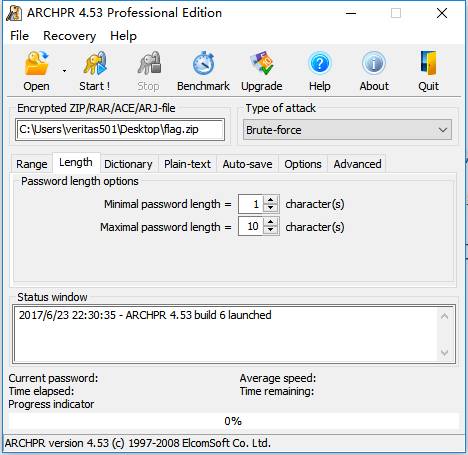 ARCHPR 4.53 Professional Edition
File Recovery Help
Open Start ! Stop Benchmark Upgrade Help About Quit
Encrypted ZIP/RAR/ACE/ARJ-file Type of attack
C:\Users\veritas501\Desktop\flag.zip Brute-force
Range Length Dictionary Plain-text Auto-save Options Advanced
Password length options
Minimal password length = 1 character(s)
Maximal password length = 10 character(s)
Status window
2017/6/23 22:30:35 - ARCHPR 4.53 build 6 launched
Current password: Average speed:
Time elapsed: Time remaining:
Progress indicator
0%
ARCHPR version 4.53 (c) 1997-2008 ElcomSoft Co. Ltd.